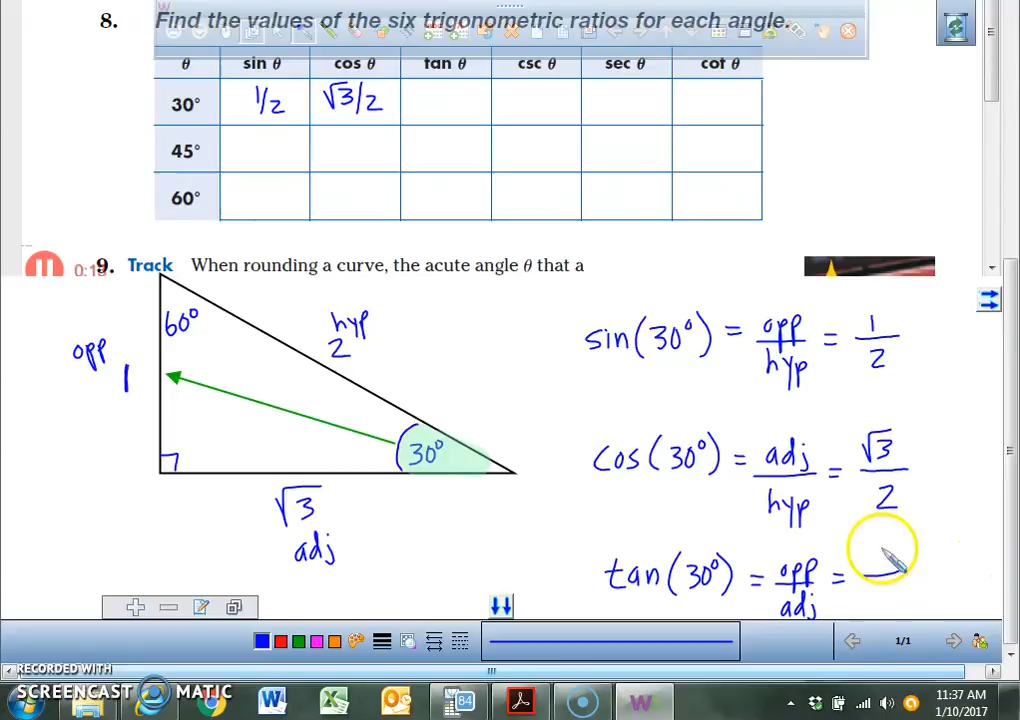 8. Find the values of the six trigonometric ratios for each angle.
θ sin θ cos θ tan θ csc θ sec θ cot θ
30° 1/2 √3/2
45°
60°
0:1
9. Track When rounding a curve, the acute angle θ that a
60°
hyp
2
opp
1
30°
√3
adj
sin(30°) = opp/hyp = 1/2
cos(30°) = adj/hyp = √3/2
tan(30°) = opp/adj =
1/1
RECORDED WITH
SCREENCAST O MATIC
84
W
11:37 AM
1/10/2017